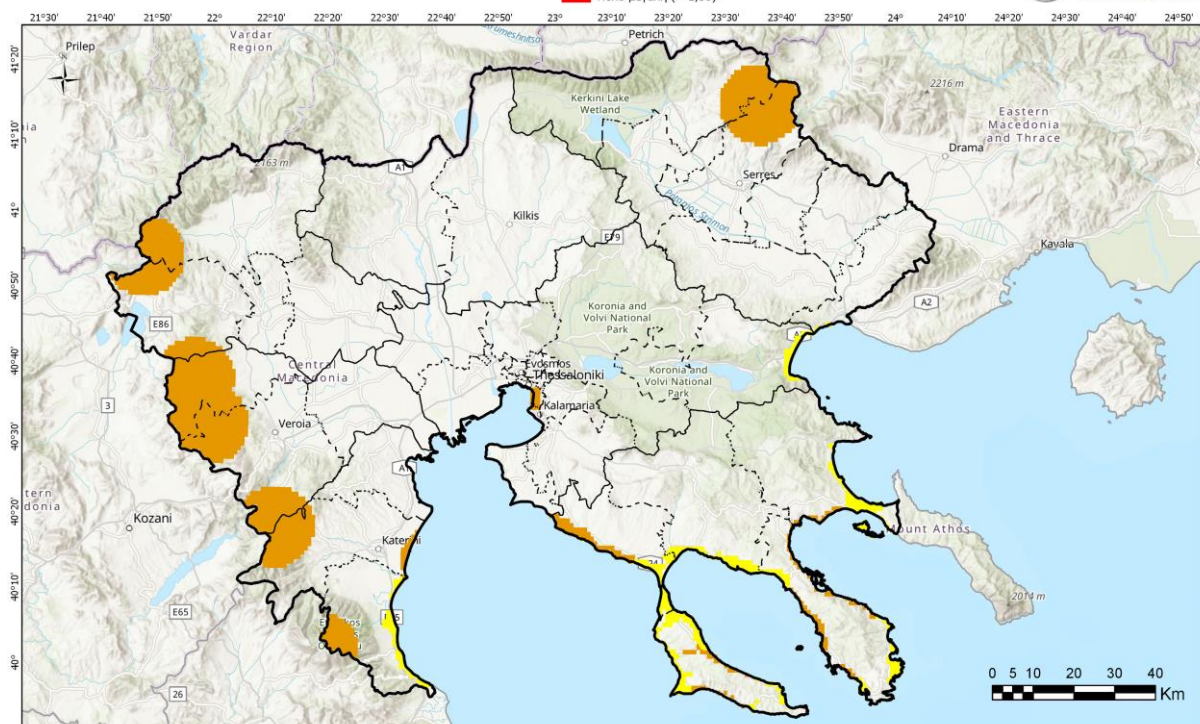 21°30' 21°40' 21°50' 22° 22°10' 22°20' 22°30' 22°40' 22°50' 23° 23°10' 23°20' 23°30' 23°40' 23°50' 24° 24°10' 24°20' 24°30' 24°40' 24°50'
41°20'
41°10'
41°
40°50'
40°40'
40°30'
40°20'
40°10'
40°
Prilep
Vardar
Region
Petrich
2163 m
A1
Kerkini Lake
Wetland
2216 m
Eastern
Macedonia
and Thrace
Drama
Serres
Kilkis
E79
Kavala
A2
E86
Koronia and
Volvi National
Park
Central
Macedonia
Evosmos
Thessaloniki
Koronia and
Volvi National
Park
Kalamaria
3
Veroia
Kozani
Mount Athos
24
E65
2014 m
26
0 5 10 20 30 40
Km